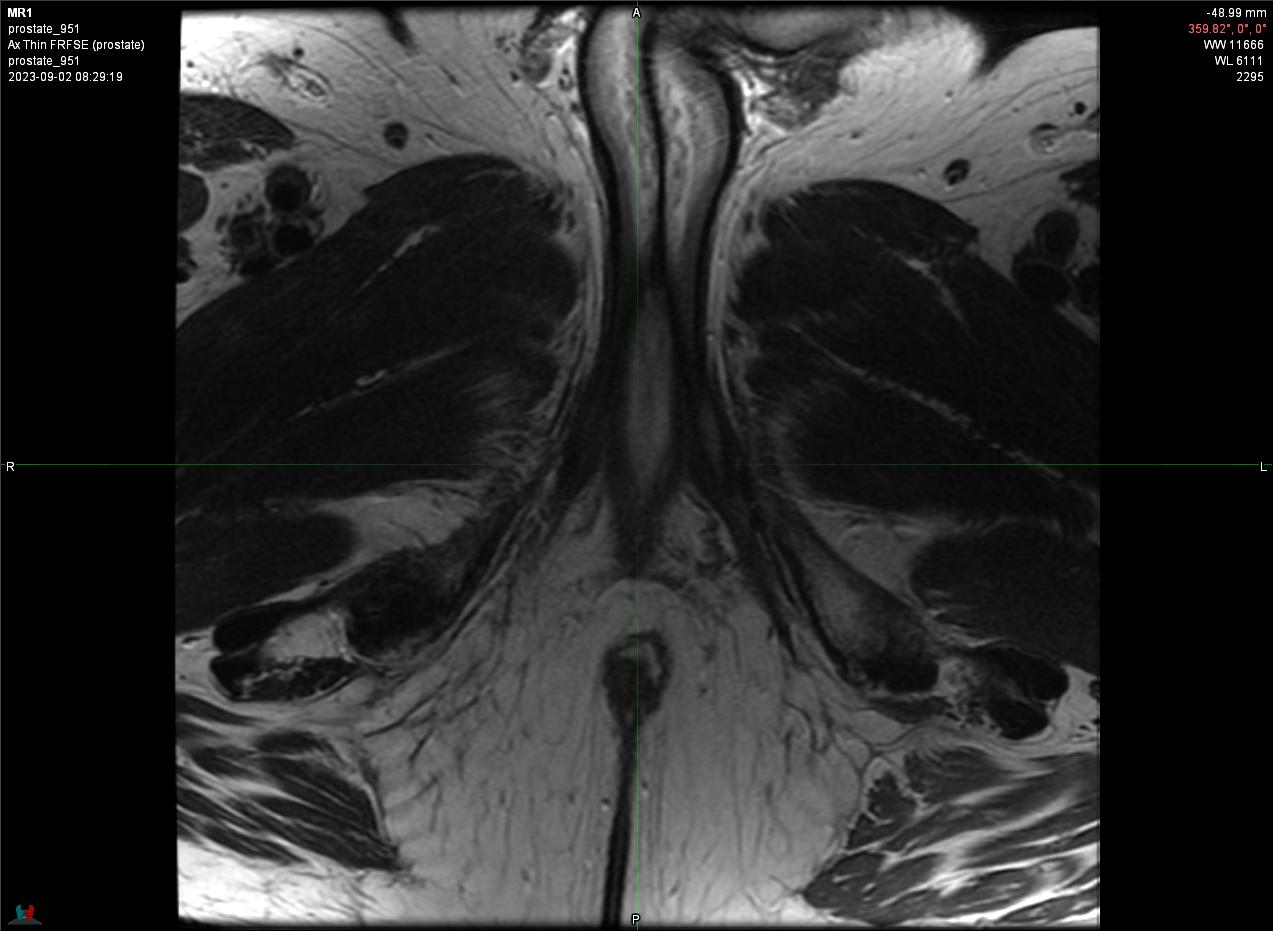 MR1
prostate_951
Ax Thin FRFSE (prostate)
prostate_951
2023-09-02 08:29:19
A
-48.99 mm
359.82°, 0°, 0°
WW 11666
WL 6111
2295
R
L
P